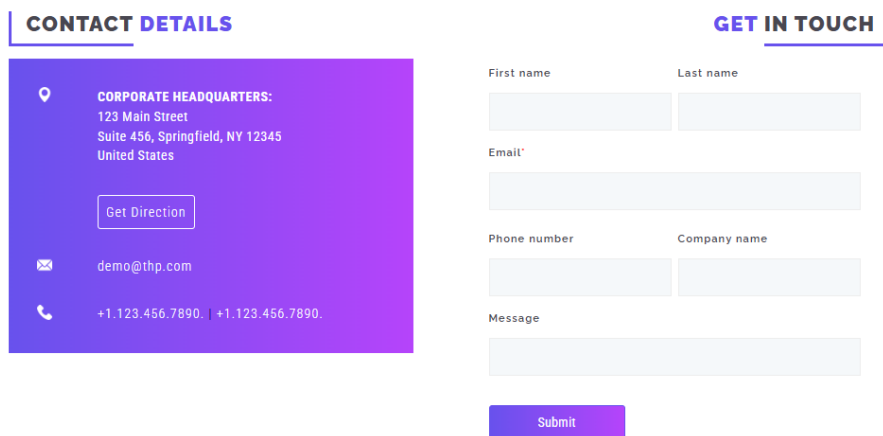 CONTACT DETAILS
CORPORATE HEADQUARTERS:
123 Main Street
Suite 456, Springfield, NY 12345
United States
Get Direction
demo@thp.com
+1.123.456.7890. | +1.123.456.7890.
GET IN TOUCH
First name
Last name
Email*
Phone number
Company name
Message
Submit